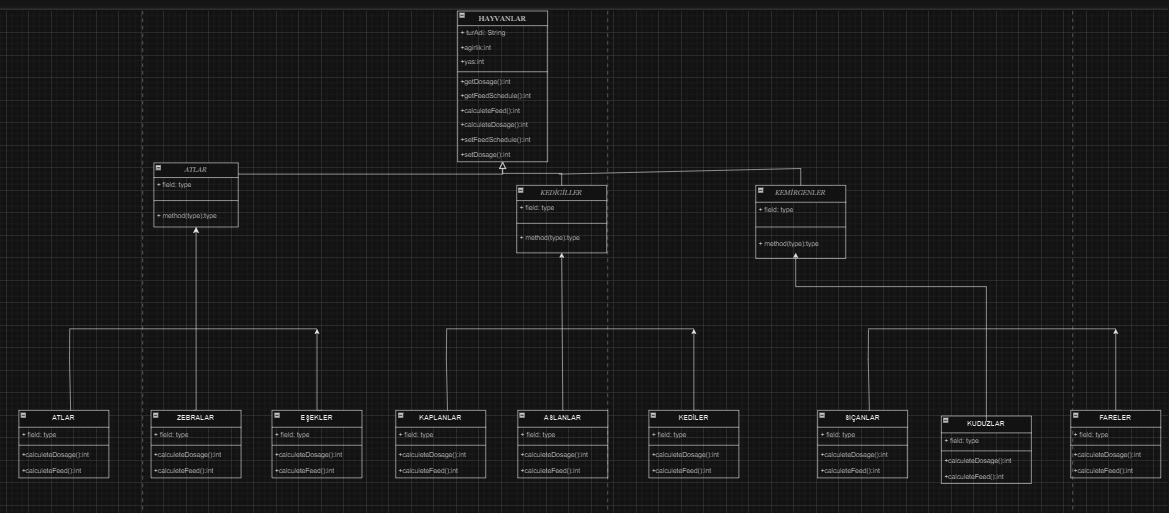 HAYVANLAR
+ turAdi: String
+agirlik:int
+yas:int
+getDosage():int
+getFeedSchedule():int
+calculeteFeed():int
+calculeteDosage():int
+setFeedSchedule():int
+setDosage():int
ATLAR
+ field: type
+ method(type):type
KEDİGİLLER
+ field: type
+ method(type):type
KEMİRGENLER
+ field: type
+ method(type):type
ATLAR
+ field: type
+calculeteDosage():int
+calculeteFeed():int
ZEBRALAR
+ field: type
+calculeteDosage():int
+calculeteFeed():int
EŞEKLER
+ field: type
+calculeteDosage():int
+calculeteFeed():int
KAPLANLAR
+ field: type
+calculeteDosage():int
+calculeteFeed():int
ASLANLAR
+ field: type
+calculeteDosage():int
+calculeteFeed():int
KEDİLER
+ field: type
+calculeteDosage():int
+calculeteFeed():int
SIÇANLAR
+ field: type
+calculeteDosage():int
+calculeteFeed():int
KUDUZLAR
+ field: type
+calculeteDosage():int
+calculeteFeed():int
FARELER
+ field: type
+calculeteDosage():int
+calculeteFeed():int